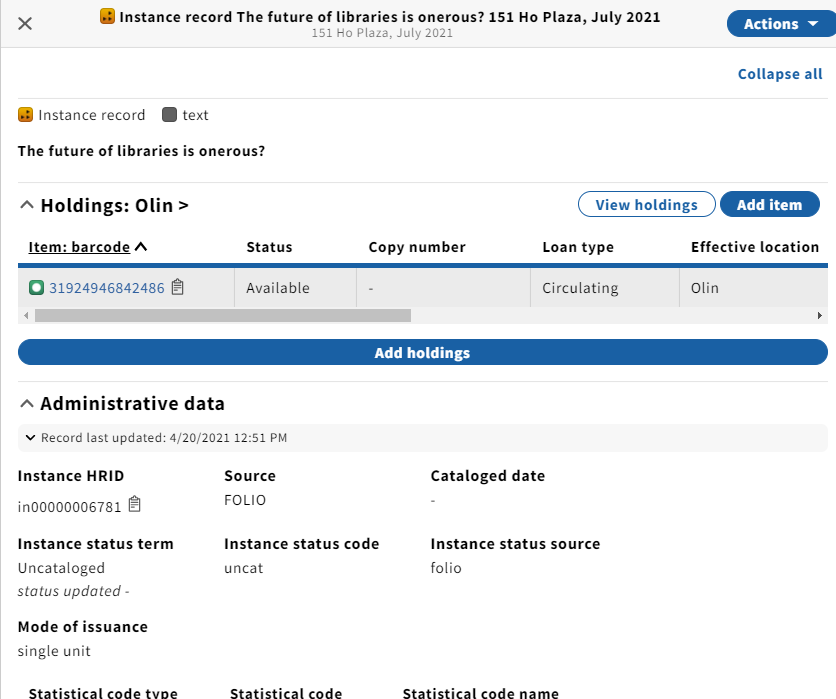 Instance record The future of libraries is onerous? 151 Ho Plaza, July 2021
151 Ho Plaza, July 2021
Actions
Collapse all
Instance record text
The future of libraries is onerous?
Holdings: Olin >
View holdings
Add item
Item: barcode Status Copy number Loan type Effective location
31924946842486 Available - Circulating Olin
Add holdings
Administrative data
Record last updated: 4/20/2021 12:51 PM
Instance HRID Source Cataloged date
in00000006781 FOLIO -
Instance status term Instance status code Instance status source
Uncataloged uncat folio
status updated -
Mode of issuance
single unit
Statistical code type Statistical code Statistical code name